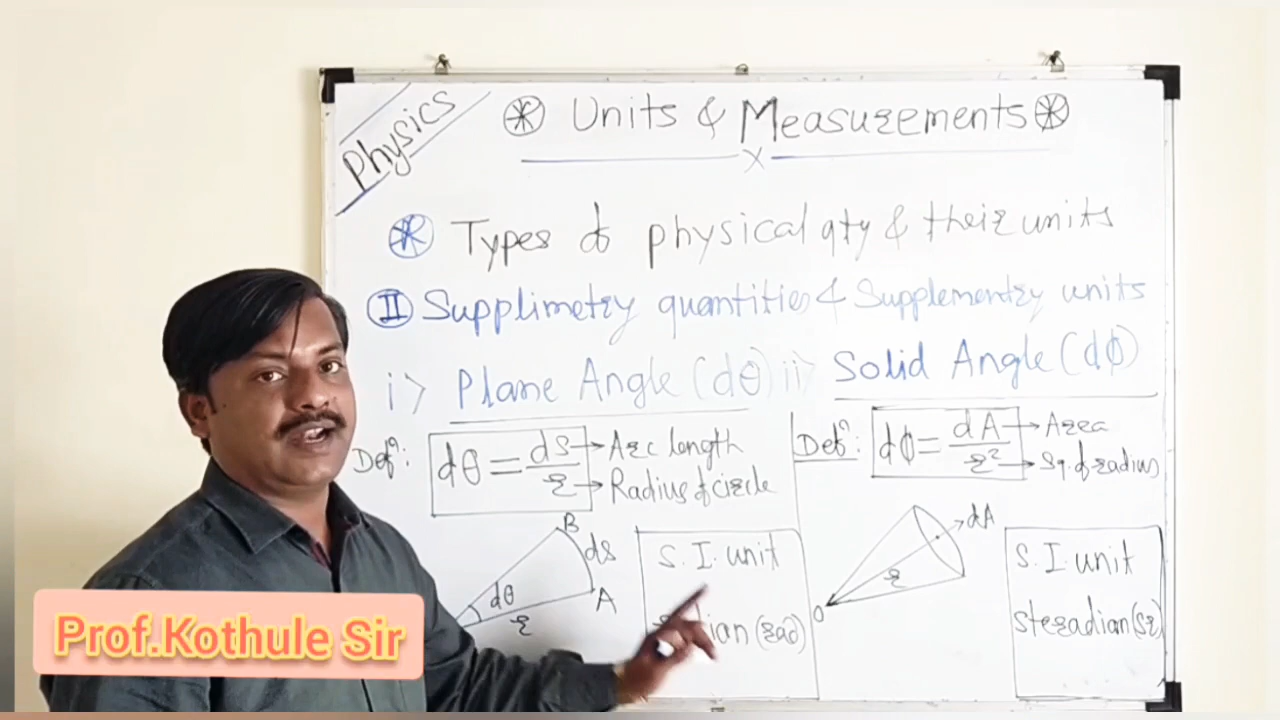 Physics
Units & Measurements
x
Types of physical qty & their units
II Supplimetry quantities & Supplementry units
i> Plane Angle (dθ) ii> Solid Angle (dϕ)
Defⁿ: dθ = ds/r → Arc length → Radius of circle
Defⁿ: dϕ = dA/r² → Area → Sq. of radius
B
ds
A
dθ
r
S.I. unit
(rad)
dA
r
O
S.I. unit
steradian (sr)
Prof.Kothule Sir